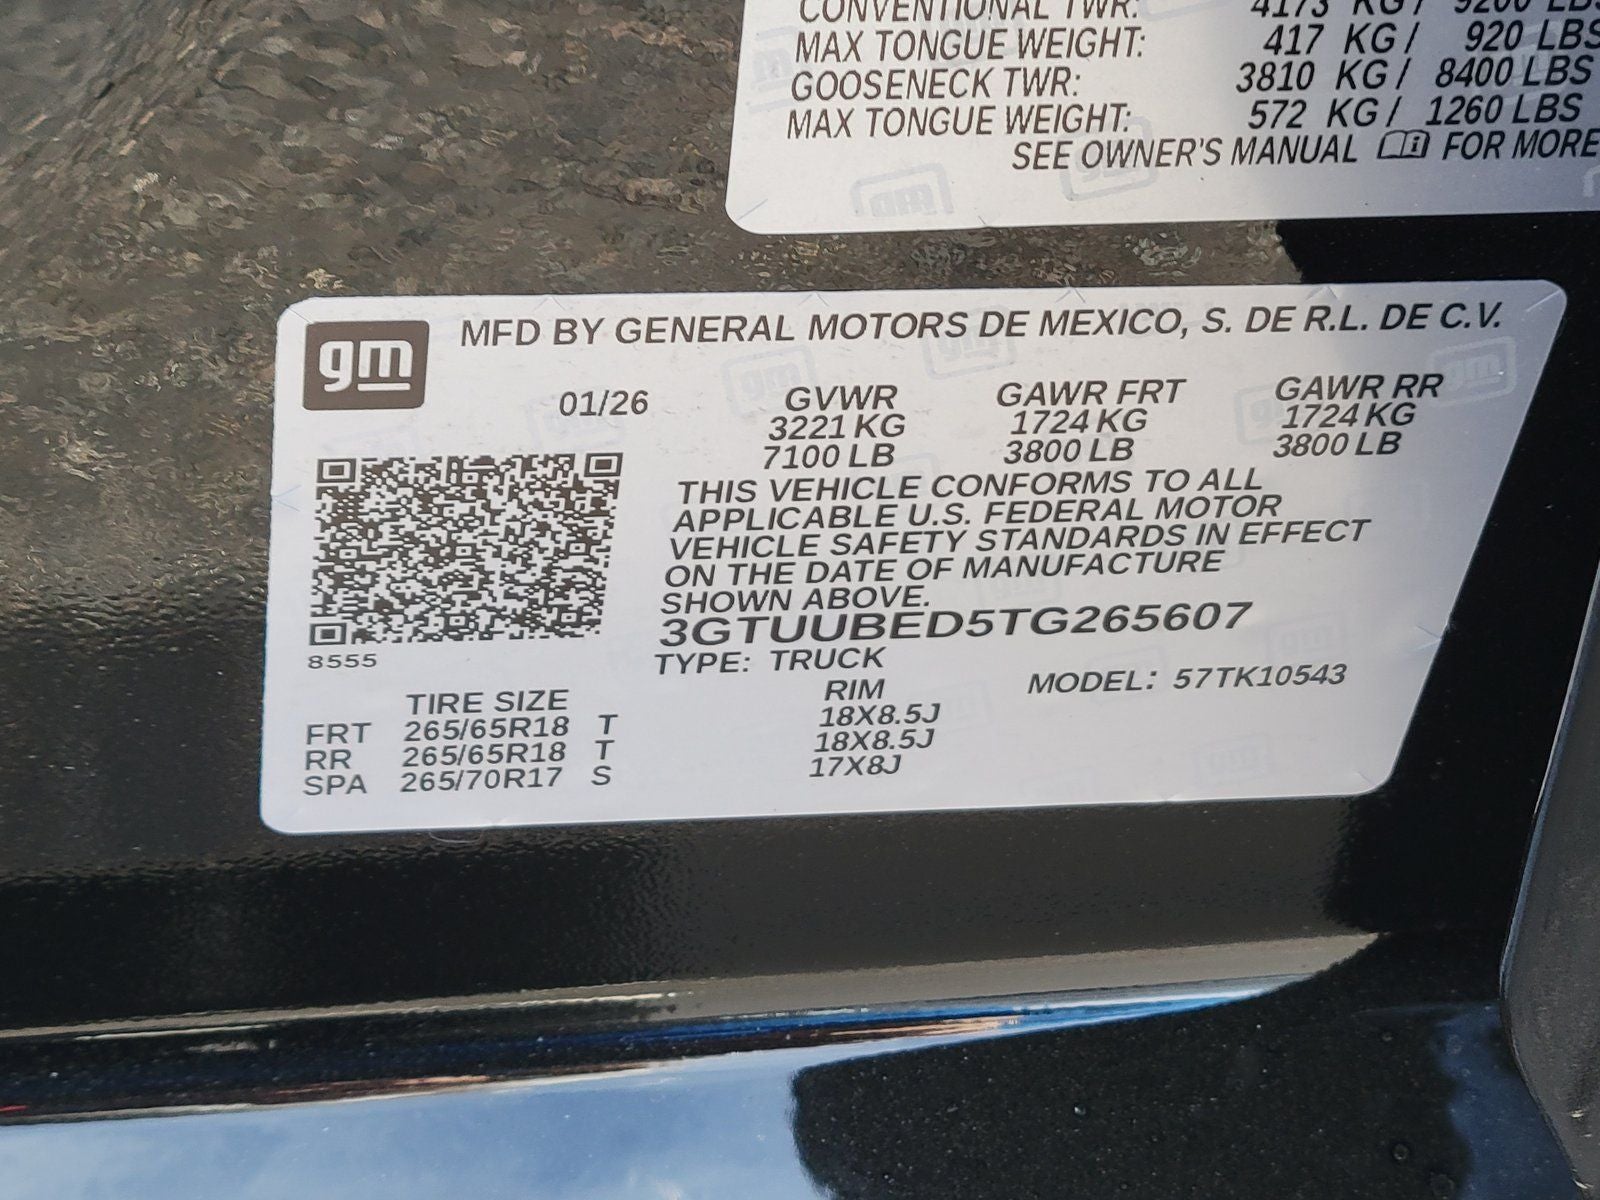 CONVENTIONAL TWR: 4173 KG / 9200 LBS
MAX TONGUE WEIGHT: 417 KG / 920 LBS
GOOSENECK TWR: 3810 KG / 8400 LBS
MAX TONGUE WEIGHT: 572 KG / 1260 LBS
SEE OWNER'S MANUAL FOR MORE
gm
MFD BY GENERAL MOTORS DE MEXICO, S. DE R.L. DE C.V.
01/26 GVWR GAWR FRT GAWR RR
3221 KG 1724 KG 1724 KG
7100 LB 3800 LB 3800 LB
THIS VEHICLE CONFORMS TO ALL
APPLICABLE U.S. FEDERAL MOTOR
VEHICLE SAFETY STANDARDS IN EFFECT
ON THE DATE OF MANUFACTURE
SHOWN ABOVE.
3GTUUBED5TG265607
8555
TYPE: TRUCK
MODEL: 57TK10543
TIRE SIZE RIM
FRT 265/65R18 T 18X8.5J
RR 265/65R18 T 18X8.5J
SPA 265/70R17 S 17X8J